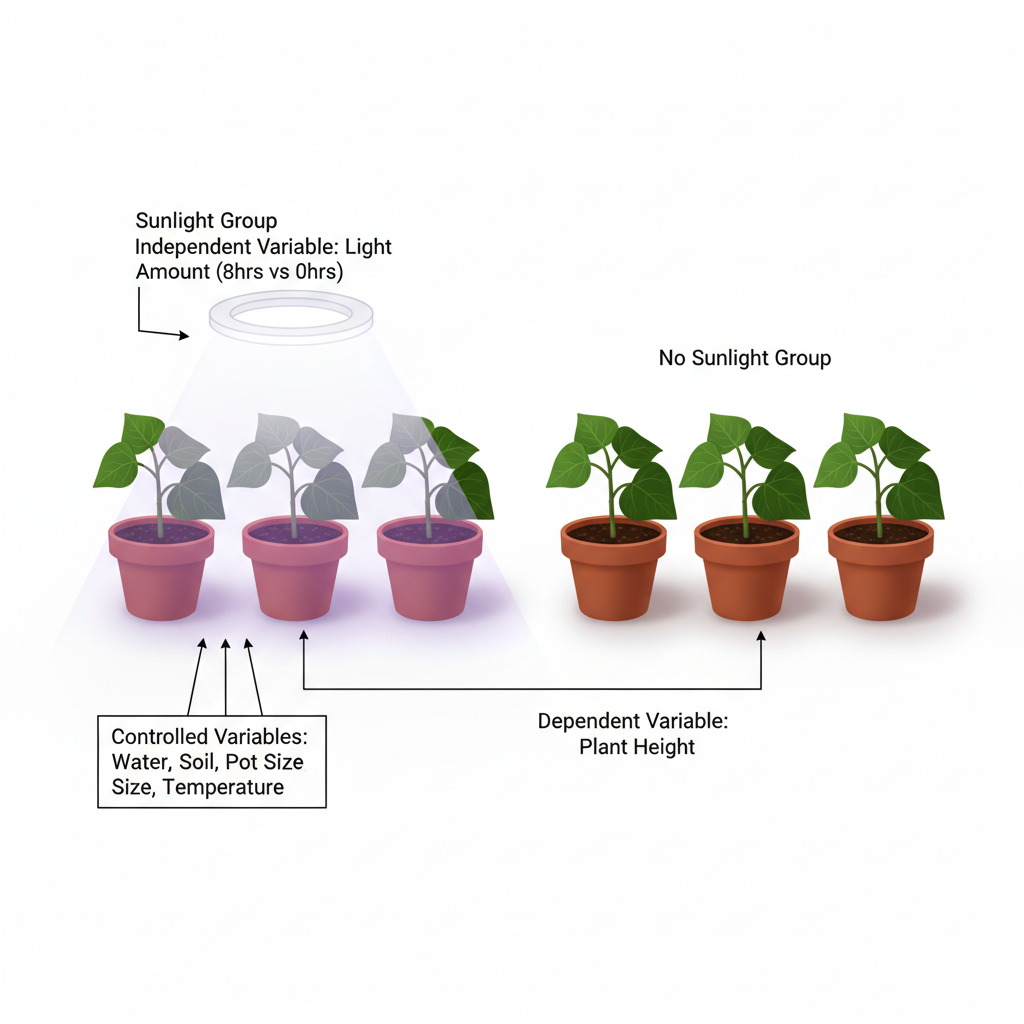 Sunlight Group
Independent Variable: Light
Amount (8hrs vs 0hrs)
No Sunlight Group
Controlled Variables:
Water, Soil, Pot Size
Size, Temperature
Dependent Variable:
Plant Height